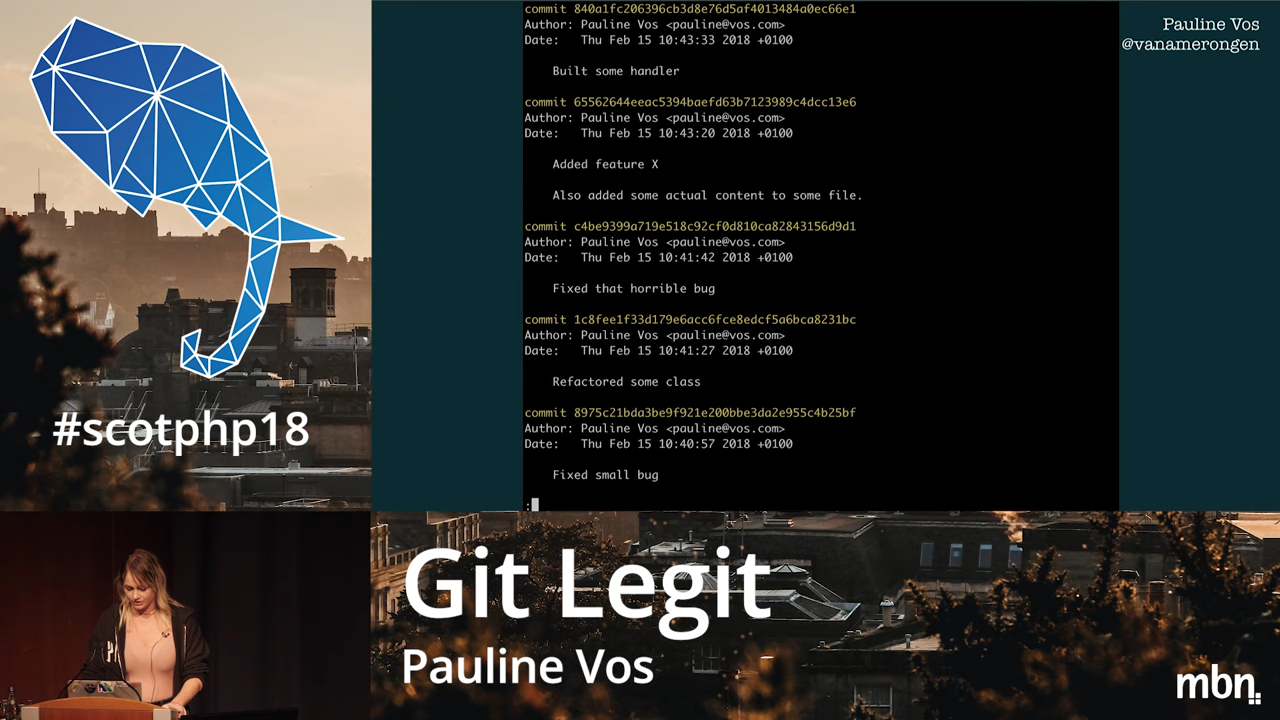 commit 840a1fc206396cb3d8e76d5af4013484a0ec66e1
Author: Pauline Vos <pauline@vos.com>
Date:   Thu Feb 15 10:43:33 2018 +0100
Built some handler
commit 65562644eeac5394baefd63b7123989c4dcc13e6
Author: Pauline Vos <pauline@vos.com>
Date:   Thu Feb 15 10:43:20 2018 +0100
Added feature X
Also added some actual content to some file.
commit c4be9399a719e518c92cf0d810ca82843156d9d1
Author: Pauline Vos <pauline@vos.com>
Date:   Thu Feb 15 10:41:42 2018 +0100
Fixed that horrible bug
commit 1c8fee1f33d179e6acc6fce8edcf5a6bca8231bc
Author: Pauline Vos <pauline@vos.com>
Date:   Thu Feb 15 10:41:27 2018 +0100
Refactored some class
commit 8975c21bda3be9f921e200bbe3da2e955c4b25bf
Author: Pauline Vos <pauline@vos.com>
Date:   Thu Feb 15 10:40:57 2018 +0100
Fixed small bug
:
Pauline Vos
@vanamerongen
#scotphp18
Git Legit
Pauline Vos
mbn